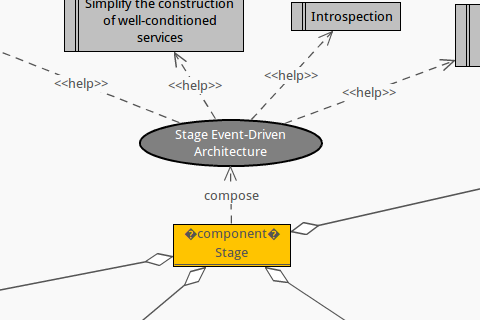 Simplify the construction
of well-conditioned
services
Introspection
<<help>>
<<help>>
<<help>>
<<help>>
Stage Event-Driven
Architecture
compose
�component�
Stage